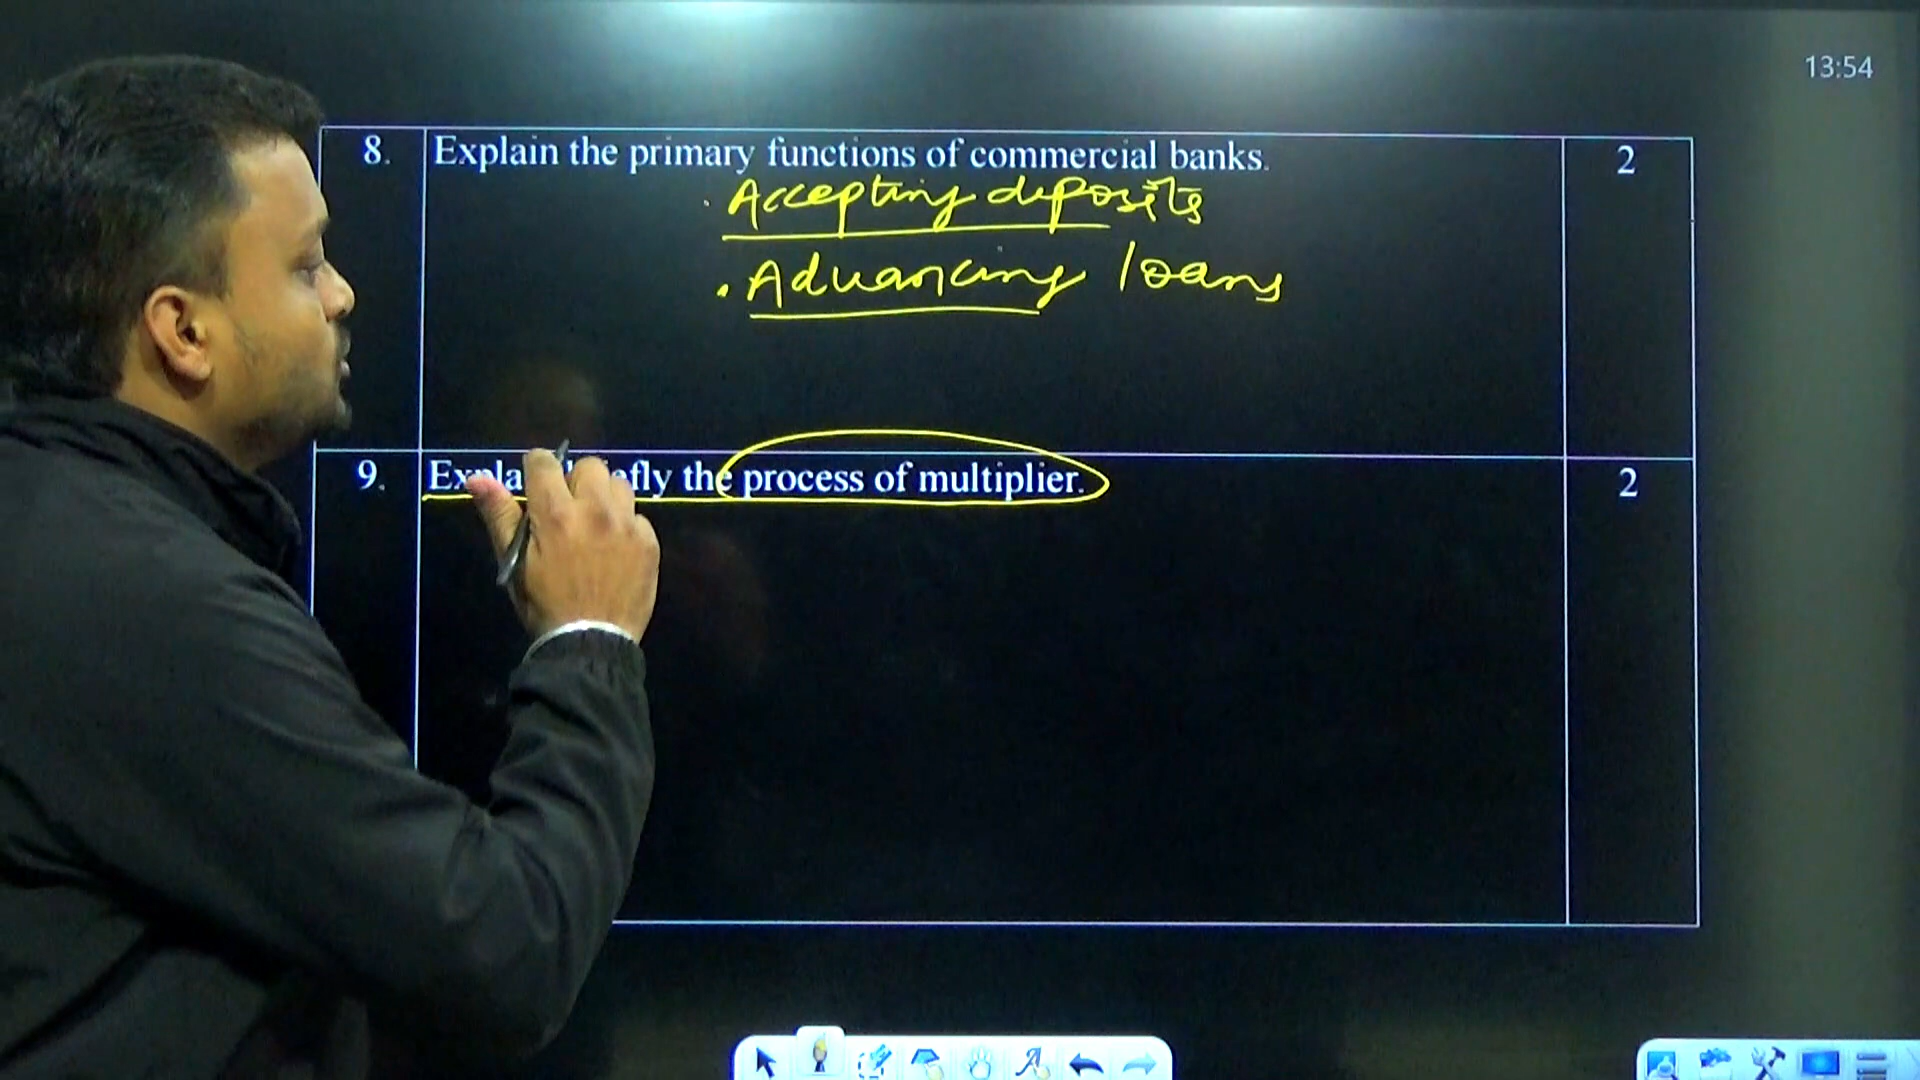 13:54
8. Explain the primary functions of commercial banks. 2
. Accepting deposits
. Advancing loans
9. the process of multiplier. 2